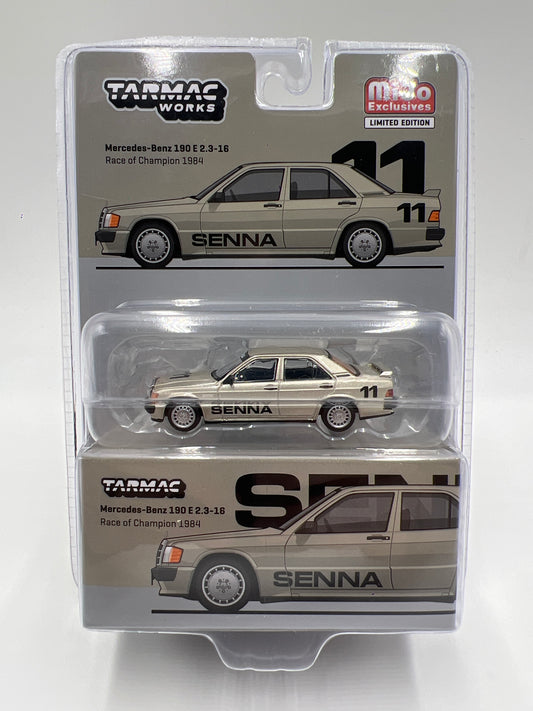 TARMAC
WORKS
Mijo
Exclusives
LIMITED EDITION
Mercedes-Benz 190 E 2.3-16
Race of Champion 1984
11
11
SENNA
11
SENNA
TARMAC
SEN
Mercedes-Benz 190 E 2.3-16
Race of Champion 1984
SENNA